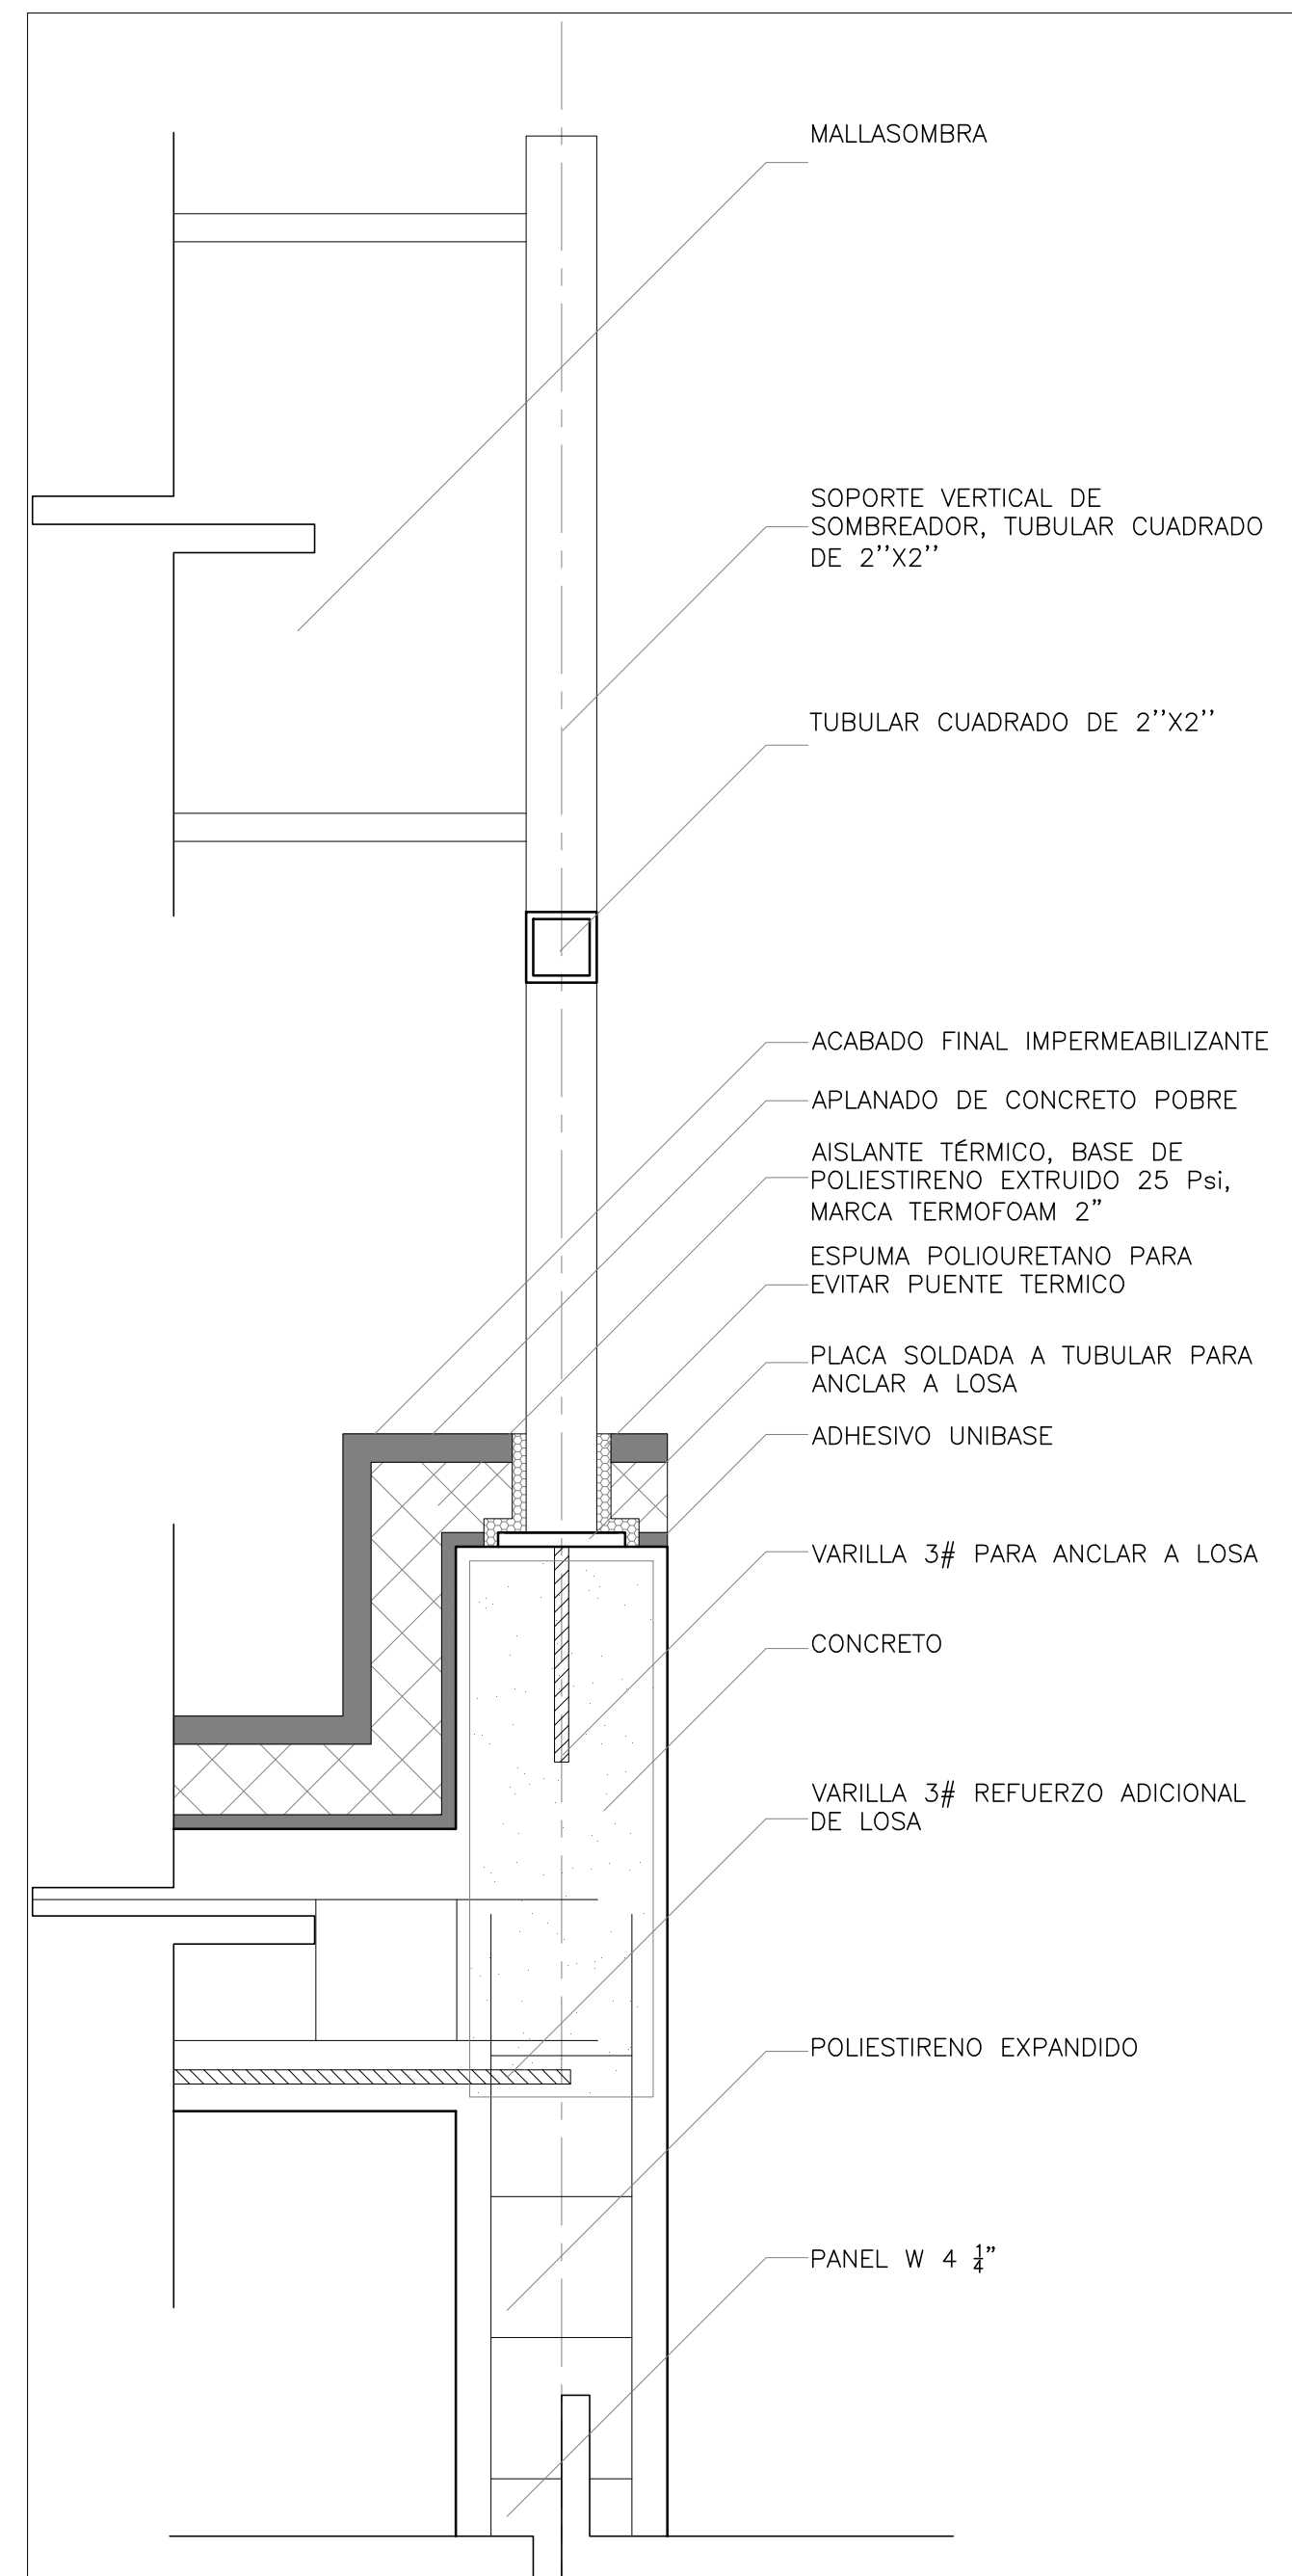 MALLASOMBRA
SOPORTE VERTICAL DE
SOMBREADOR, TUBULAR CUADRADO
DE 2''X2''
TUBULAR CUADRADO DE 2''X2''
ACABADO FINAL IMPERMEABILIZANTE
APLANADO DE CONCRETO POBRE
AISLANTE TÉRMICO, BASE DE
POLIESTIRENO EXTRUIDO 25 Psi,
MARCA TERMOFOAM 2"
ESPUMA POLIOURETANO PARA
EVITAR PUENTE TERMICO
PLACA SOLDADA A TUBULAR PARA
ANCLAR A LOSA
ADHESIVO UNIBASE
VARILLA 3# PARA ANCLAR A LOSA
CONCRETO
VARILLA 3# REFUERZO ADICIONAL
DE LOSA
POLIESTIRENO EXPANDIDO
PANEL W 4 ¼"